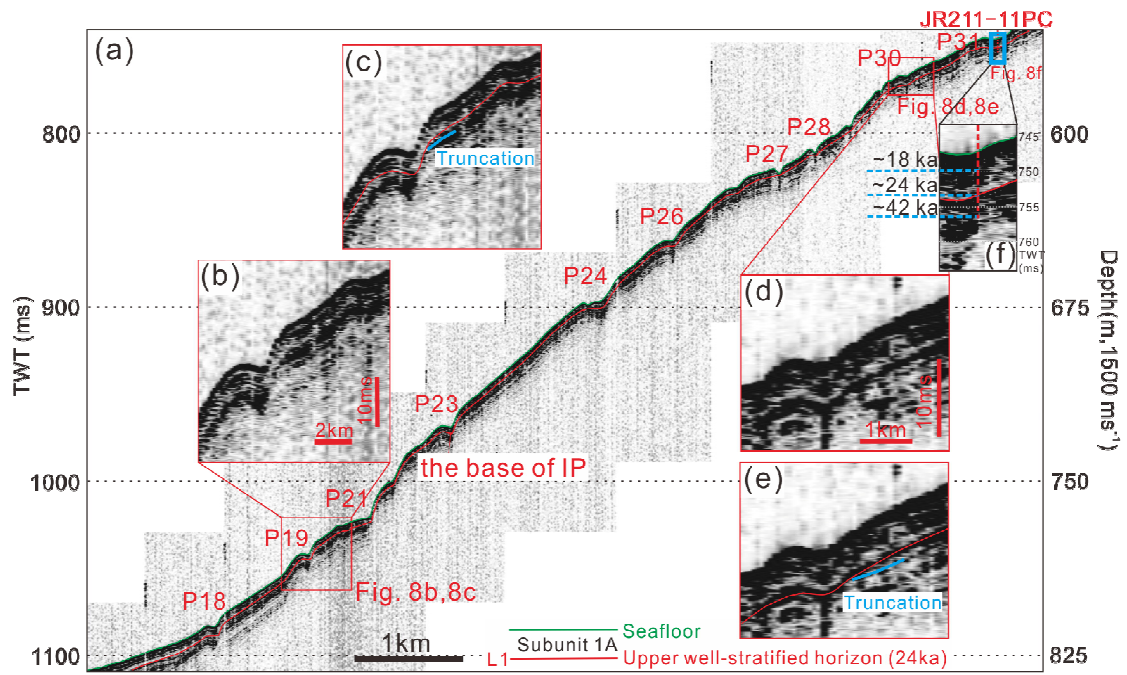 JR211-11PC
(a)
(c)
P30
P31
Fig. 8f
Truncation
Fig. 8d,8e
800
600
P28
P27
~18 ka
~24 ka
~42 ka
745
750
755
760
TWT
(ms)
(f)
P26
(b)
P24
(d)
TWT (ms)
900
675
Depth(m,1500 ms-1)
10ms
2km
P23
10ms
1km
the base of IP
(e)
1000
750
P21
P19
Fig. 8b,8c
P18
Truncation
1km
Seafloor
Subunit 1A
L1
Upper well-stratified horizon (24ka)
1100
825